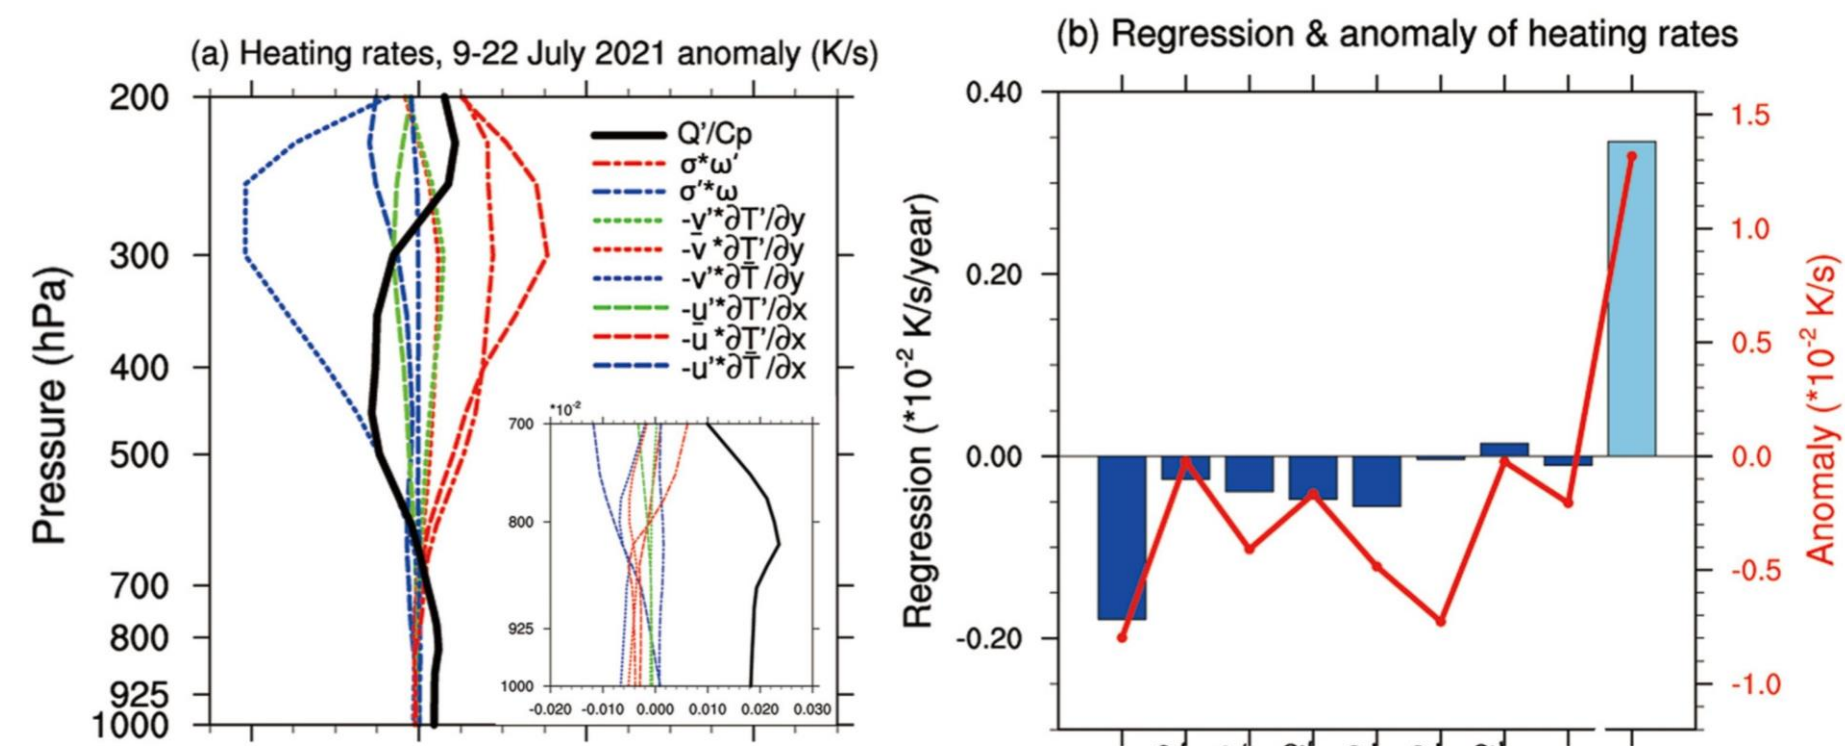 (a) Heating rates, 9-22 July 2021 anomaly (K/s)
Pressure (hPa)
200
300
400
500
700
800
925
1000
Q'/Cp
σ*ω'
σ'*ω
-v'*∂T'/∂y
-v̄*∂T'/∂y
-v'*∂T̄/∂y
-u'*∂T'/∂x
-ū*∂T'/∂x
-u'*∂T̄/∂x
*10⁻²
700
800
925
1000
-0.020 -0.010 0.000 0.010 0.020 0.030
(b) Regression & anomaly of heating rates
Regression (*10⁻² K/s/year)
0.40
0.20
0.00
-0.20
1.5
1.0
0.5
0.0
-0.5
-1.0
Anomaly (*10⁻² K/s)